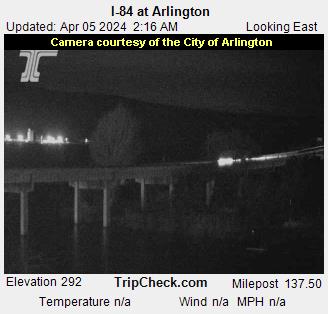 I-84 at Arlington
Updated: Apr 05 2024 2:16 AM Looking East
Camera courtesy of the City of Arlington
Elevation 292 TripCheck.com Milepost 137.50
Temperature n/a Wind n/a MPH n/a